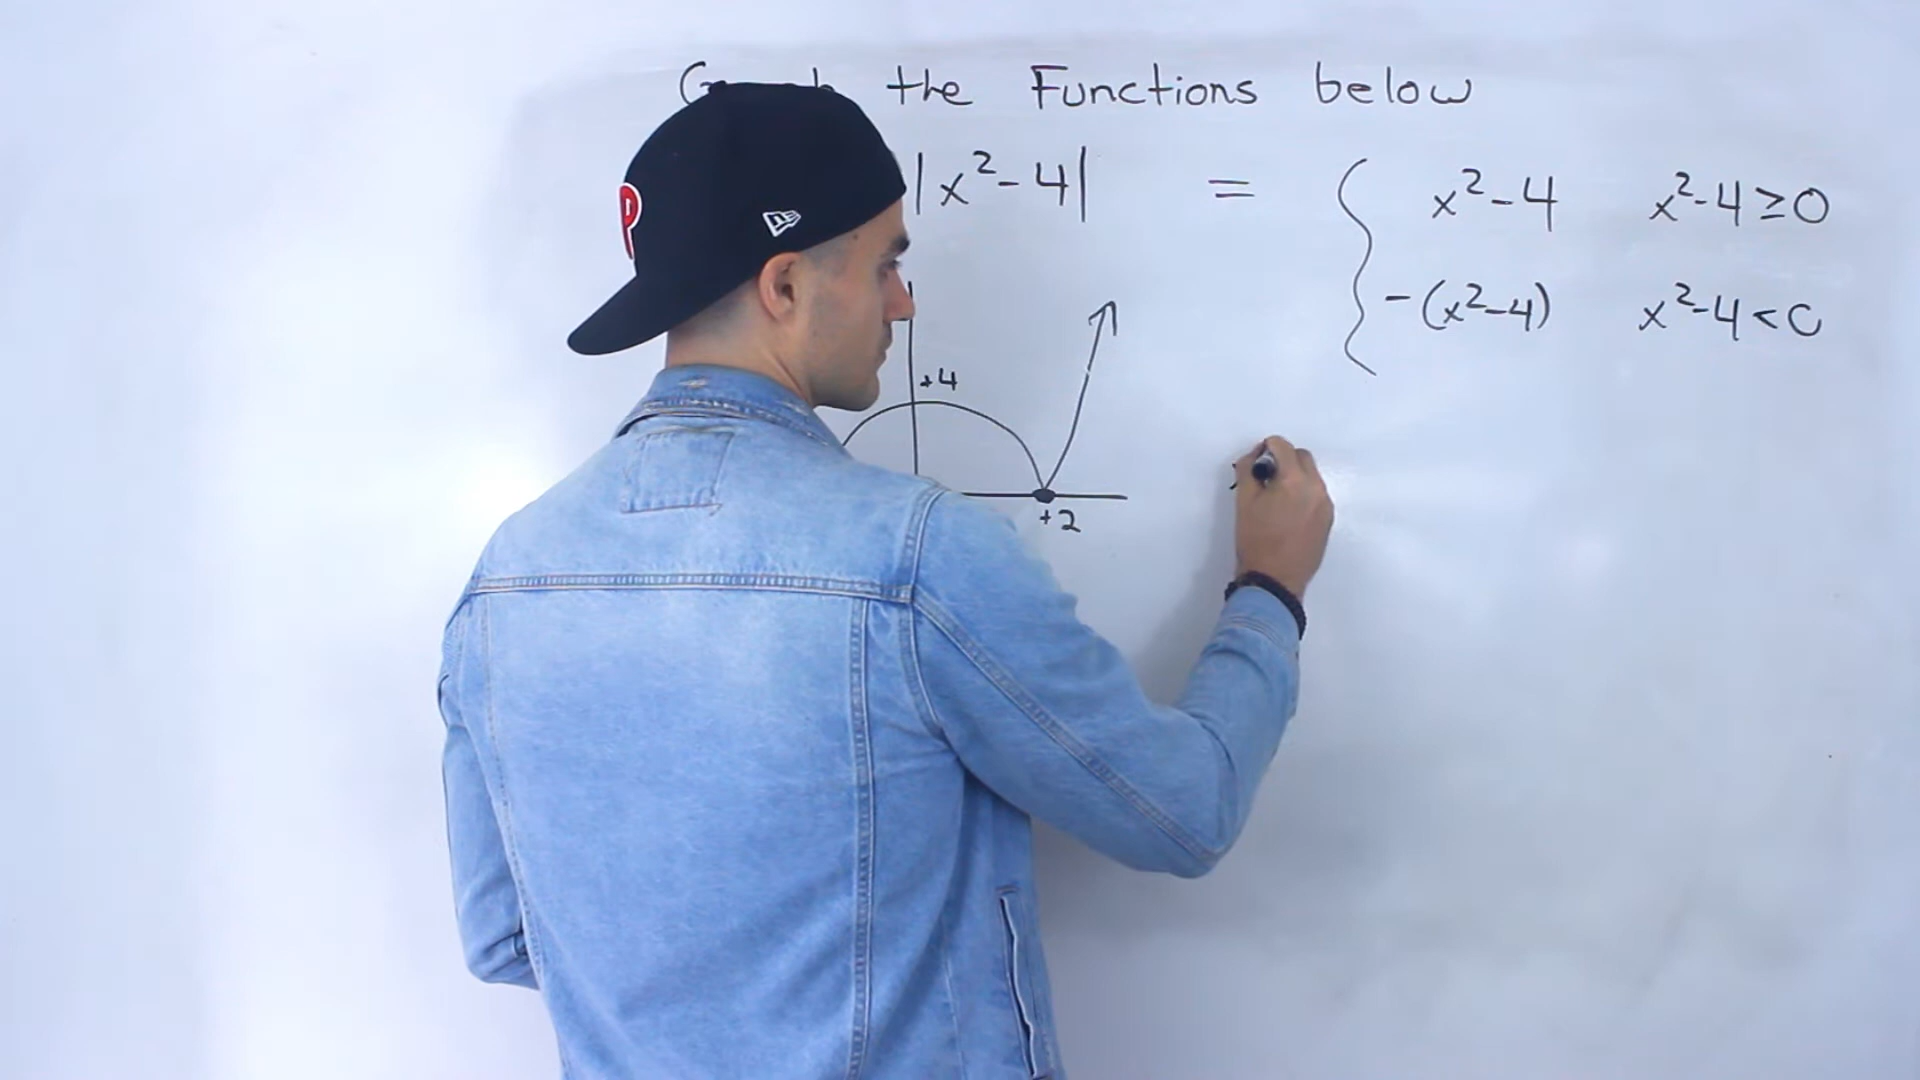 the Functions below
|x²-4| = { x²-4 x²-4≥0
-(x²-4) x²-4<0
+4
+2
P